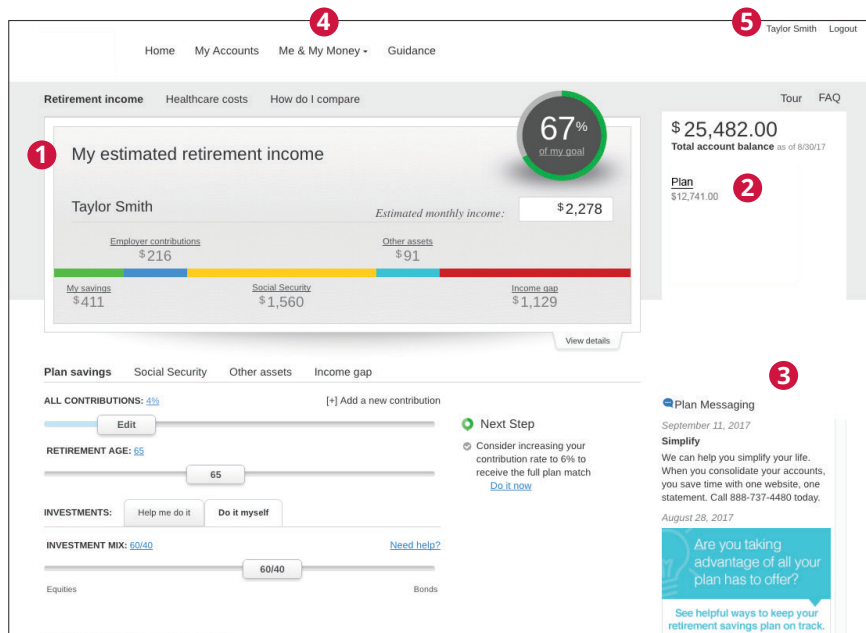 4
5
Taylor Smith Logout
Home My Accounts Me & My Money Guidance
Retirement income Healthcare costs How do I compare
Tour FAQ
1
My estimated retirement income
67%
of my goal
Taylor Smith
Estimated monthly income: $2,278
Employer contributions
$216
Other assets
$91
My savings
$411
Social Security
$1,560
Income gap
$1,129
View details
$25,482.00
Total account balance as of 8/30/17
Plan
$12,741.00
2
Plan savings Social Security Other assets Income gap
ALL CONTRIBUTIONS: 4% [+] Add a new contribution
Edit
RETIREMENT AGE: 65
65
INVESTMENTS: Help me do it Do it myself
INVESTMENT MIX: 60/40 Need help?
60/40
Equities Bonds
Next Step
Consider increasing your
contribution rate to 6% to
receive the full plan match
Do it now
3
Plan Messaging
September 11, 2017
Simplify
We can help you simplify your life.
When you consolidate your accounts,
you save time with one website, one
statement. Call 888-737-4480 today.
August 28, 2017
Are you taking
advantage of all your
plan has to offer?
See helpful ways to keep your
retirement savings plan on track.